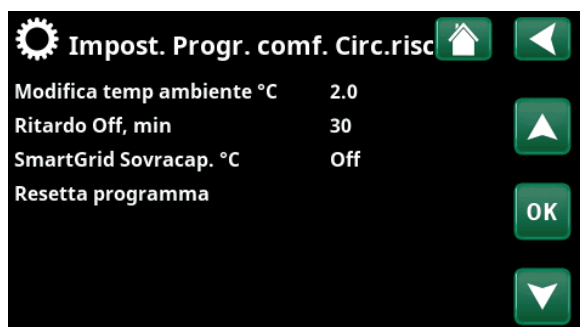 Impost. Progr. comf. Circ.risc
Modifica temp ambiente °C 2.0
Ritardo Off, min 30
SmartGrid Sovracap. °C Off
Resetta programma
OK